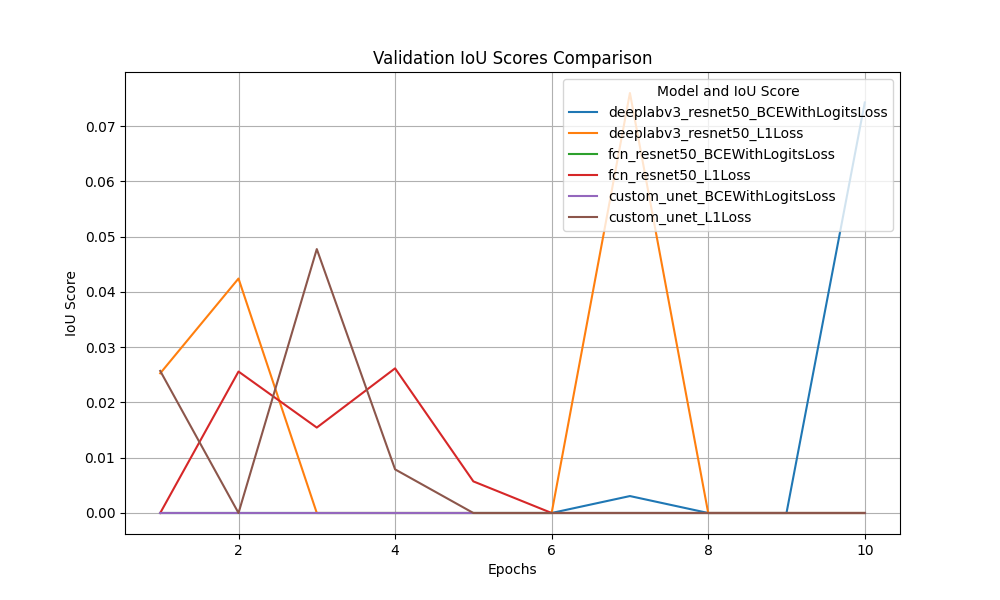 Validation IoU Scores Comparison
Model and IoU Score
deeplabv3_resnet50_BCEWithLogitsLoss
deeplabv3_resnet50_L1Loss
fcn_resnet50_BCEWithLogitsLoss
fcn_resnet50_L1Loss
custom_unet_BCEWithLogitsLoss
custom_unet_L1Loss
IoU Score
0.07
0.06
0.05
0.04
0.03
0.02
0.01
0.00
2 4 6 8 10
Epochs